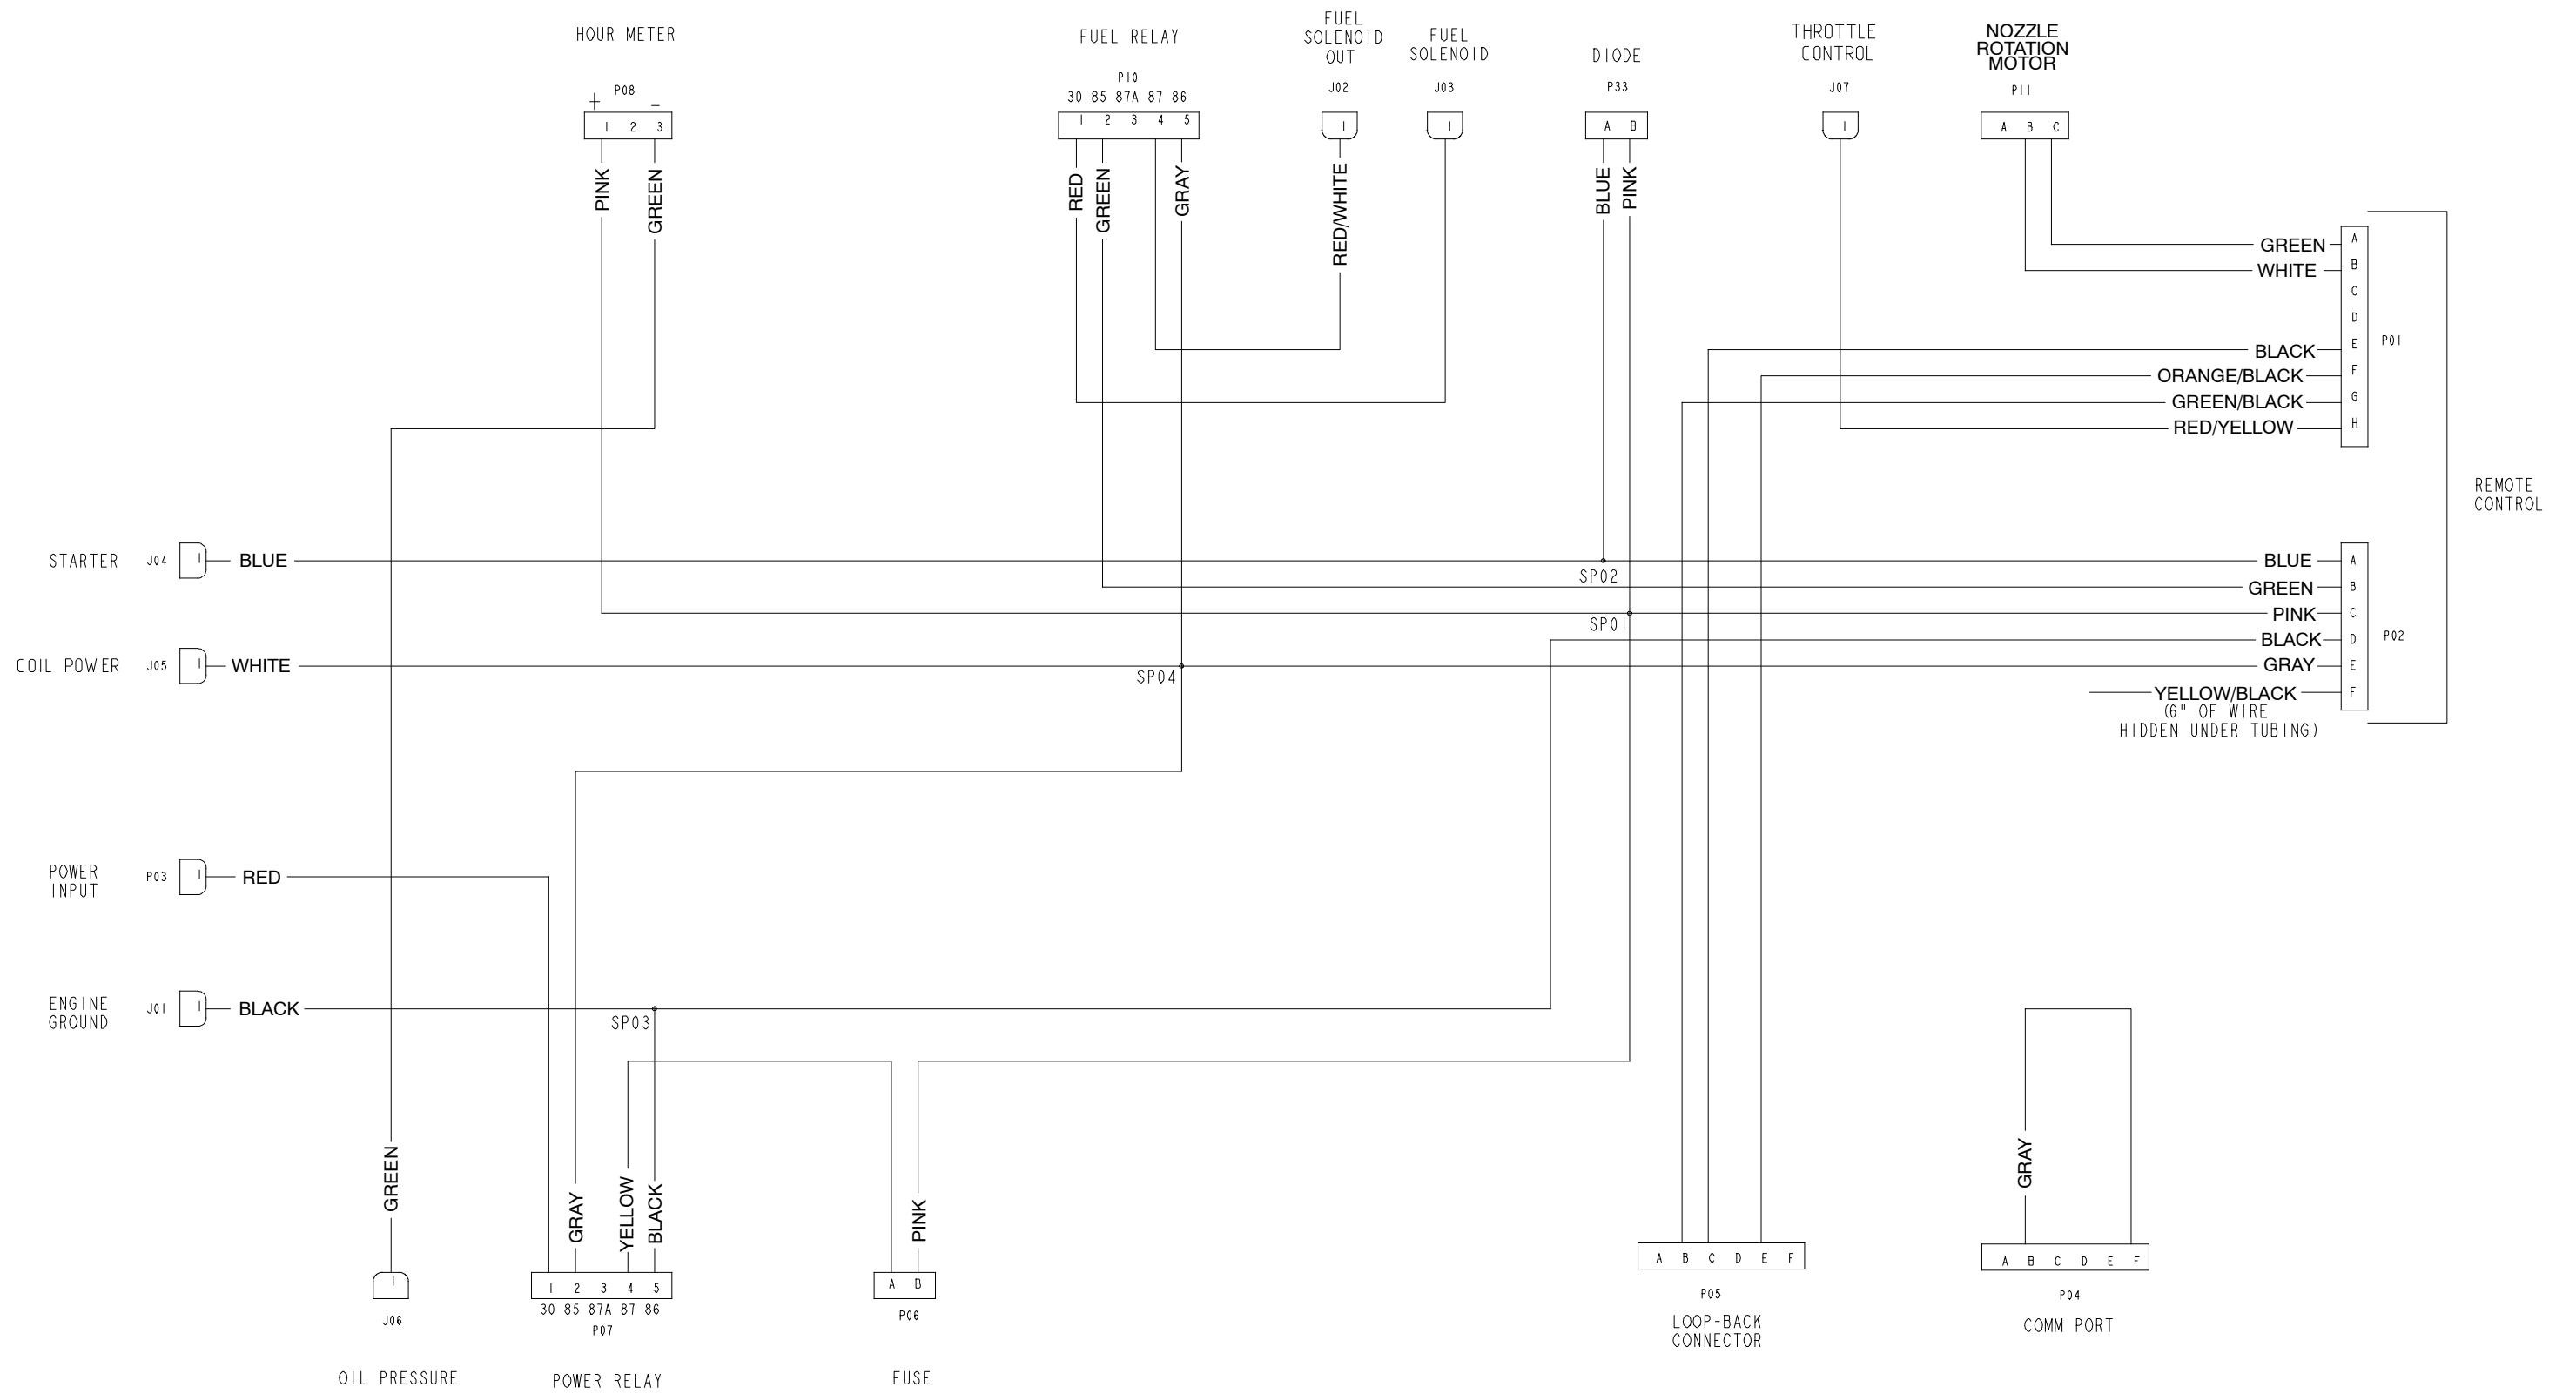 HOUR METER
P08
+ –
1 2 3
PINK
GREEN
FUEL RELAY
P10
30 85 87A 87 86
1 2 3 4 5
RED
GREEN
GRAY
FUEL
SOLENOID
OUT
J02
1
RED/WHITE
FUEL
SOLENOID
J03
1
DIODE
P33
A B
BLUE
PINK
THROTTLE
CONTROL
J07
1
NOZZLE
ROTATION
MOTOR
P11
A B C
GREEN A
WHITE B
C
D
BLACK E
P01
ORANGE/BLACK F
GREEN/BLACK G
RED/YELLOW H
REMOTE
CONTROL
STARTER J04 1 BLUE
SP02
BLUE A
GREEN B
PINK C
SP01
BLACK D
P02
COIL POWER J05 1 WHITE
SP04
GRAY E
YELLOW/BLACK F
(6" OF WIRE
HIDDEN UNDER TUBING)
POWER
INPUT
P03 1 RED
ENGINE
GROUND
J01 1 BLACK
SP03
GREEN
1
J06
OIL PRESSURE
GRAY
YELLOW
BLACK
1 2 3 4 5
30 85 87A 87 86
P07
POWER RELAY
PINK
A B
P06
FUSE
A B C D E F
P05
LOOP-BACK
CONNECTOR
GRAY
A B C D E F
P04
COMM PORT